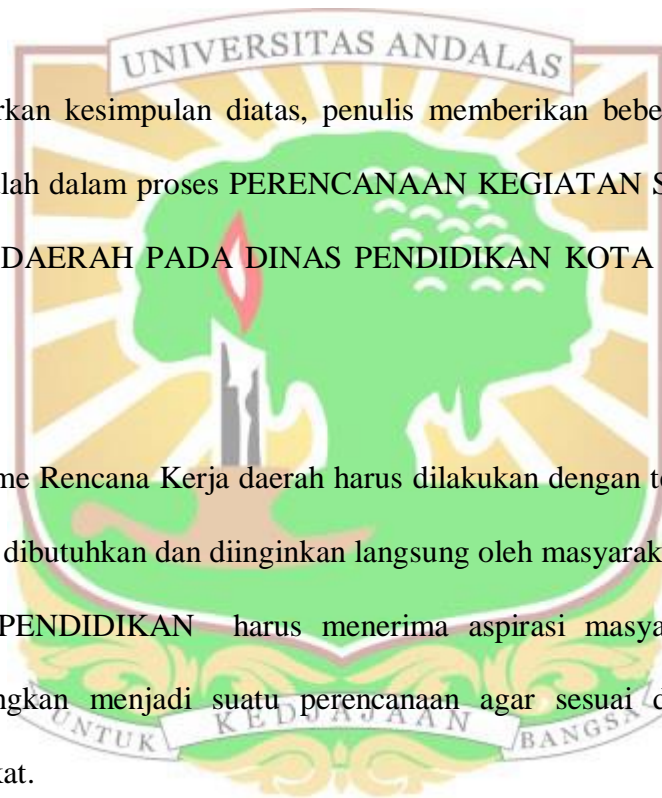 UNIVERSITAS ANDALAS
rkan kesimpulan diatas, penulis memberikan bebe
lah dalam proses PERENCANAAN KEGIATAN S
DAERAH PADA DINAS PENDIDIKAN KOTA
me Rencana Kerja daerah harus dilakukan dengan te
dibutuhkan dan diinginkan langsung oleh masyarak
PENDIDIKAN harus menerima aspirasi masya
ngkan menjadi suatu perencanaan agar sesuai d
UNTUK KEDJAJAAN BANGSA
kat.